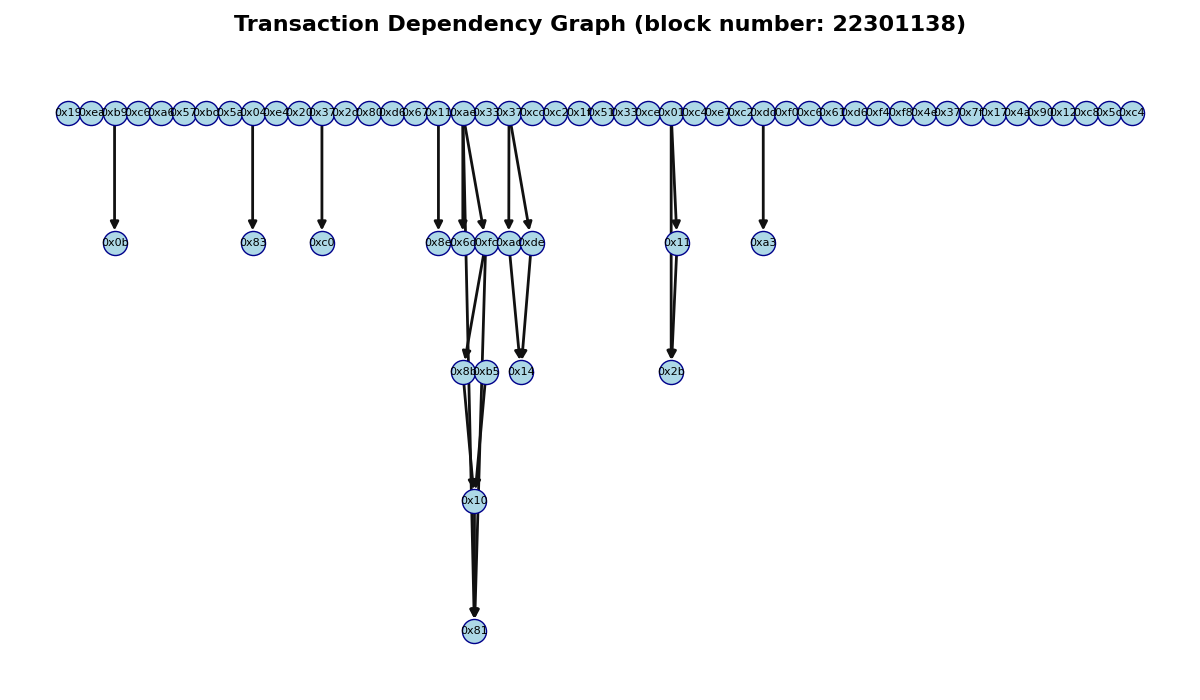 Transaction Dependency Graph (block number: 22301138)
0x19 0xea 0xb9 0xc6 0xa6 0x57 0xbc 0x5a 0x04 0xe4 0x20 0x37 0x2c 0x80 0xd6 0x67 0x11 0xae 0x33 0x37 0xcc 0xc2 0x1f 0x51 0x33 0xce 0x01 0xc4 0xe7 0xc2 0xdc 0xf0 0xc6 0x61 0xd6 0xf4 0xf8 0x4e 0x37 0x7f 0x17 0x4a 0x90 0x12 0xc8 0x5c 0xc4
0x0b 0x83 0xc0 0x8e 0x6c 0xfc 0xad 0xde 0x11 0xa3
0x8b 0xb5 0x14 0x2b
0x10
0x81